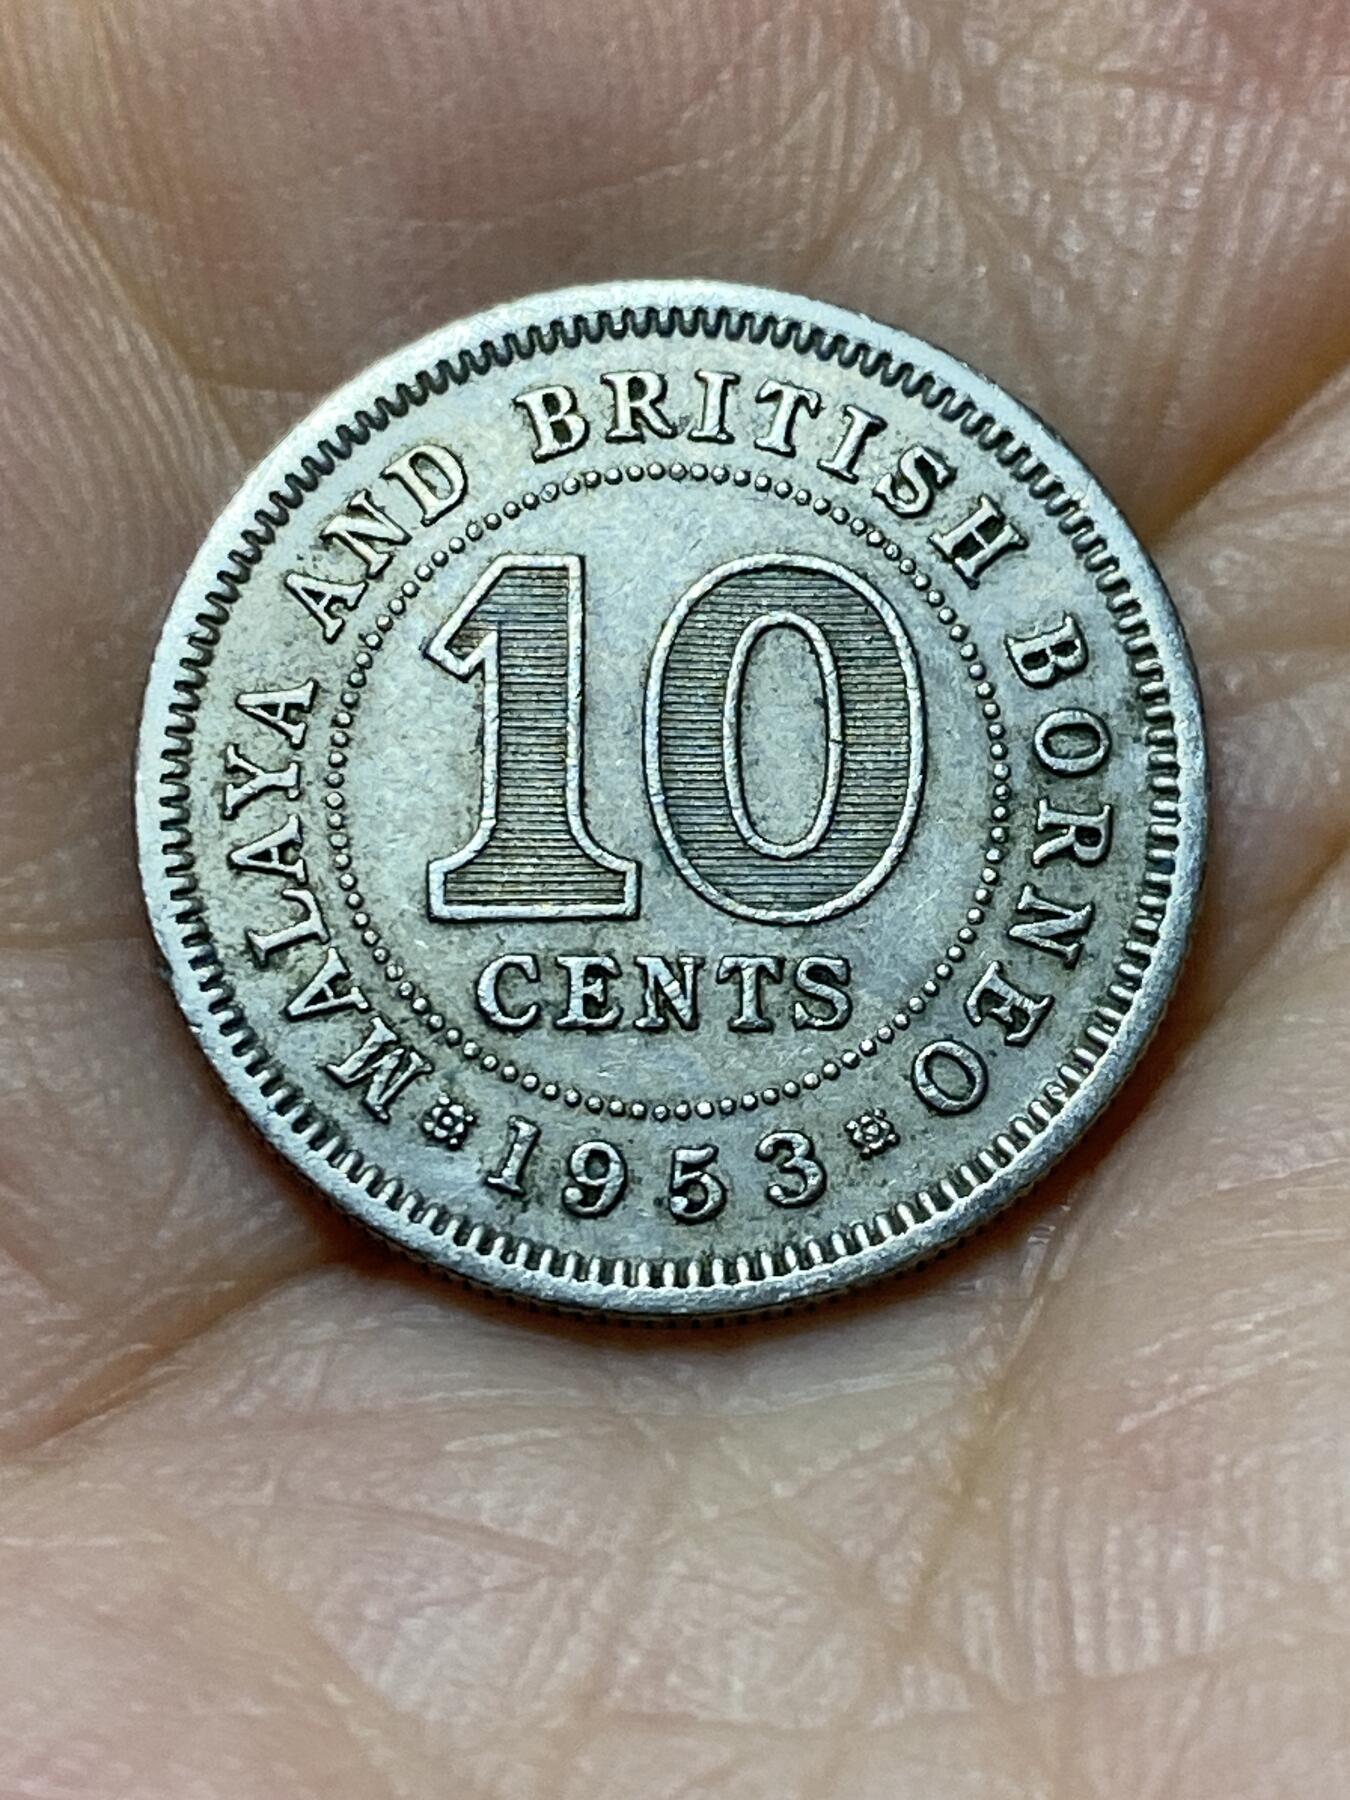 MALAYA AND BRITISH BORNEO
10
CENTS
1953